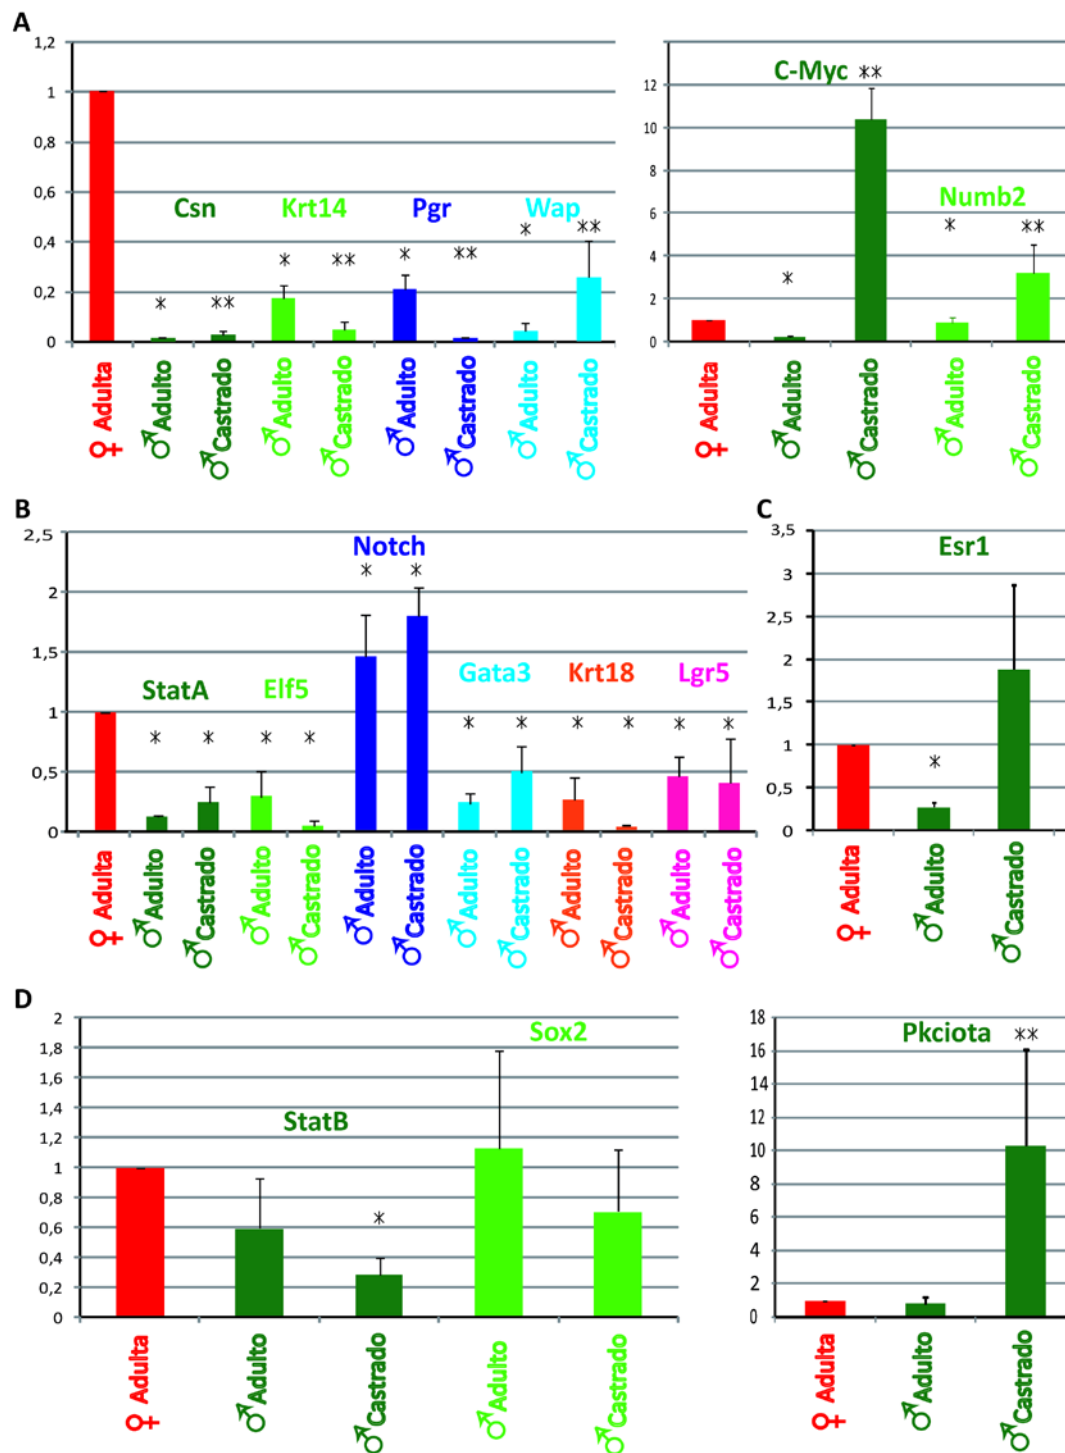 A
1,2
1
0,8
0,6
0,4
0,2
0
Csn
Krt14
Pgr
Wap
* ** * ** * ** * **
♀ Adulta
♂Adulto
♂Castrado
♂Adulto
♂Castrado
♂Adulto
♂Castrado
♂Adulto
♂Castrado
12
10
8
6
4
2
0
C-Myc
Numb2
* ** * **
♀ Adulta
♂Adulto
♂Castrado
♂Adulto
♂Castrado
B
2,5
2
1,5
1
0,5
0
StatA
Elf5
Notch
Gata3
Krt18
Lgr5
* * * * * * * * * * * *
♀ Adulta
♂Adulto
♂Castrado
♂Adulto
♂Castrado
♂Adulto
♂Castrado
♂Adulto
♂Castrado
♂Adulto
♂Castrado
♂Adulto
♂Castrado
C
3,5
3
2,5
2
1,5
1
0,5
0
Esr1
*
♀ Adulta
♂Adulto
♂Castrado
D
2
1,8
1,6
1,4
1,2
1
0,8
0,6
0,4
0,2
0
StatB
Sox2
*
♀ Adulta
♂Adulto
♂Castrado
♂Adulto
♂Castrado
18
16
14
12
10
8
6
4
2
0
Pkciota
**
♀ Adulta
♂Adulto
♂Castrado